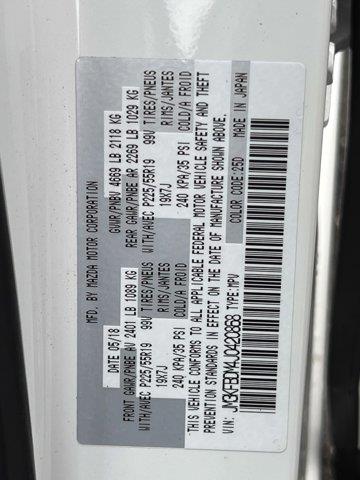 MFD. BY MAZDA MOTOR CORPORATION
DATE 05/18 GVWR/PNBV 4669 LB 2118 KG
FRONT GAWR/PNBE AV 2401 LB 1089 KG REAR GAWR/PNBE AR 2269 LB 1029 KG
WITH/AVEC P225/55R19 99V TIRES/PNEUS WITH/AVEC P225/55R19 99V TIRES/PNEUS
19X7J RIMS/JANTES 19X7J RIMS/JANTES
240 KPA/35 PSI COLD/A FROID 240 KPA/35 PSI COLD/A FROID
THIS VEHICLE CONFORMS TO ALL APPLICABLE FEDERAL MOTOR VEHICLE SAFETY AND THEFT
PREVENTION STANDARDS IN EFFECT ON THE DATE OF MANUFACTURE SHOWN ABOVE.
VIN: JM3KFBDM4J0420868 TYPE:MPV COLOR CODE:25D MADE IN JAPAN